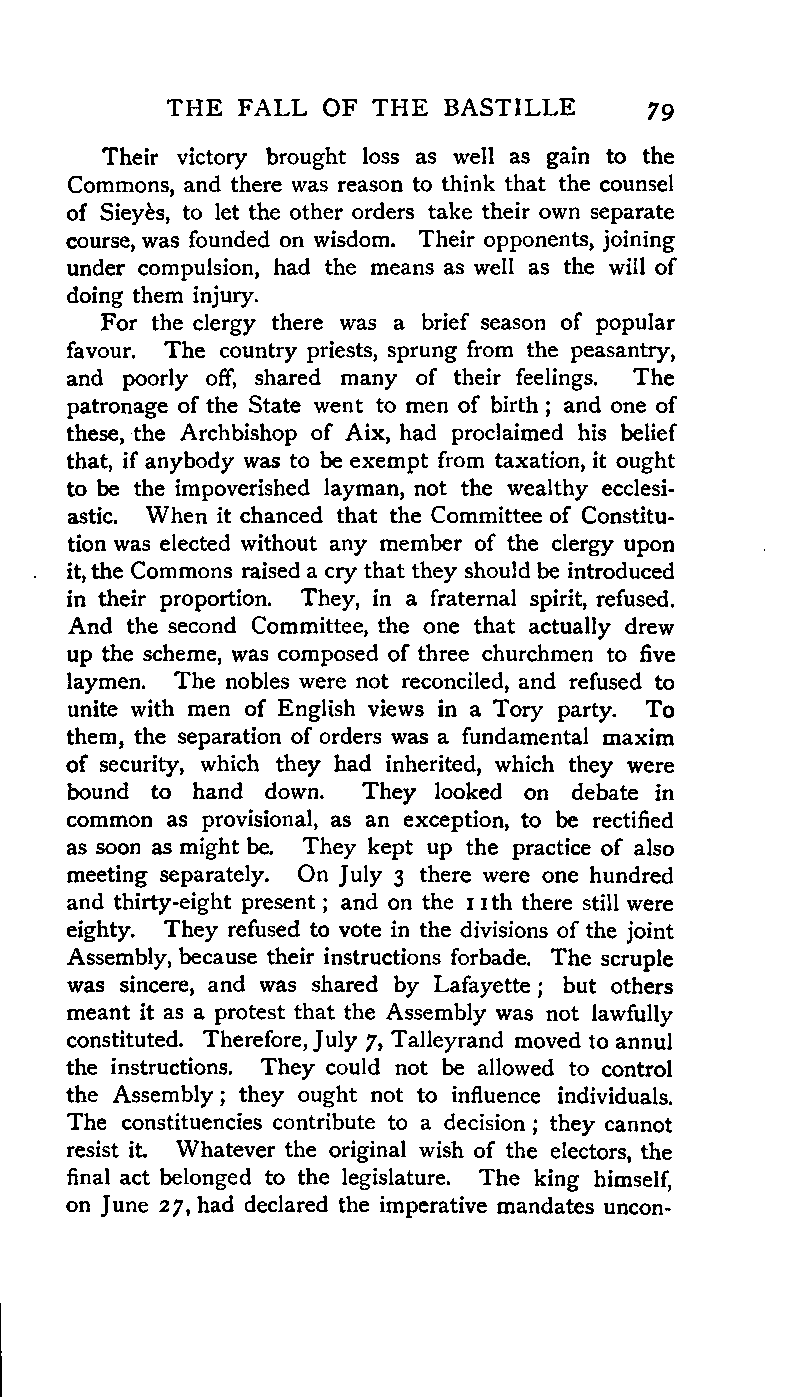 THE FALL OF THE BASTILLE 79
Their victory brought loss as well as gain to the
Commons, and there was reason to think that the counsel
of Sieyès, to let the other orders take their own separate
course, was founded on wisdom. Their opponents, joining
under compulsion, had the means as well as the will of
doing them injury.
For the clergy there was a brief season of popular
favour. The country priests, sprung from the peasantry,
and poorly off, shared many of their feelings. The
patronage of the State went to men of birth ; and one of
these, the Archbishop of Aix, had proclaimed his belief
that, if anybody was to be exempt from taxation, it ought
to be the impoverished layman, not the wealthy ecclesi-
astic. When it chanced that the Committee of Constitu-
tion was elected without any member of the clergy upon
it, the Commons raised a cry that they should be introduced
in their proportion. They, in a fraternal spirit, refused.
And the second Committee, the one that actually drew
up the scheme, was composed of three churchmen to five
laymen. The nobles were not reconciled, and refused to
unite with men of English views in a Tory party. To
them, the separation of orders was a fundamental maxim
of security, which they had inherited, which they were
bound to hand down. They looked on debate in
common as provisional, as an exception, to be rectified
as soon as might be. They kept up the practice of also
meeting separately. On July 3 there were one hundred
and thirty-eight present ; and on the 11th there still were
eighty. They refused to vote in the divisions of the joint
Assembly, because their instructions forbade. The scruple
was sincere, and was shared by Lafayette ; but others
meant it as a protest that the Assembly was not lawfully
constituted. Therefore, July 7, Talleyrand moved to annul
the instructions. They could not be allowed to control
the Assembly ; they ought not to influence individuals.
The constituencies contribute to a decision ; they cannot
resist it. Whatever the original wish of the electors, the
final act belonged to the legislature. The king himself,
on June 27, had declared the imperative mandates uncon-